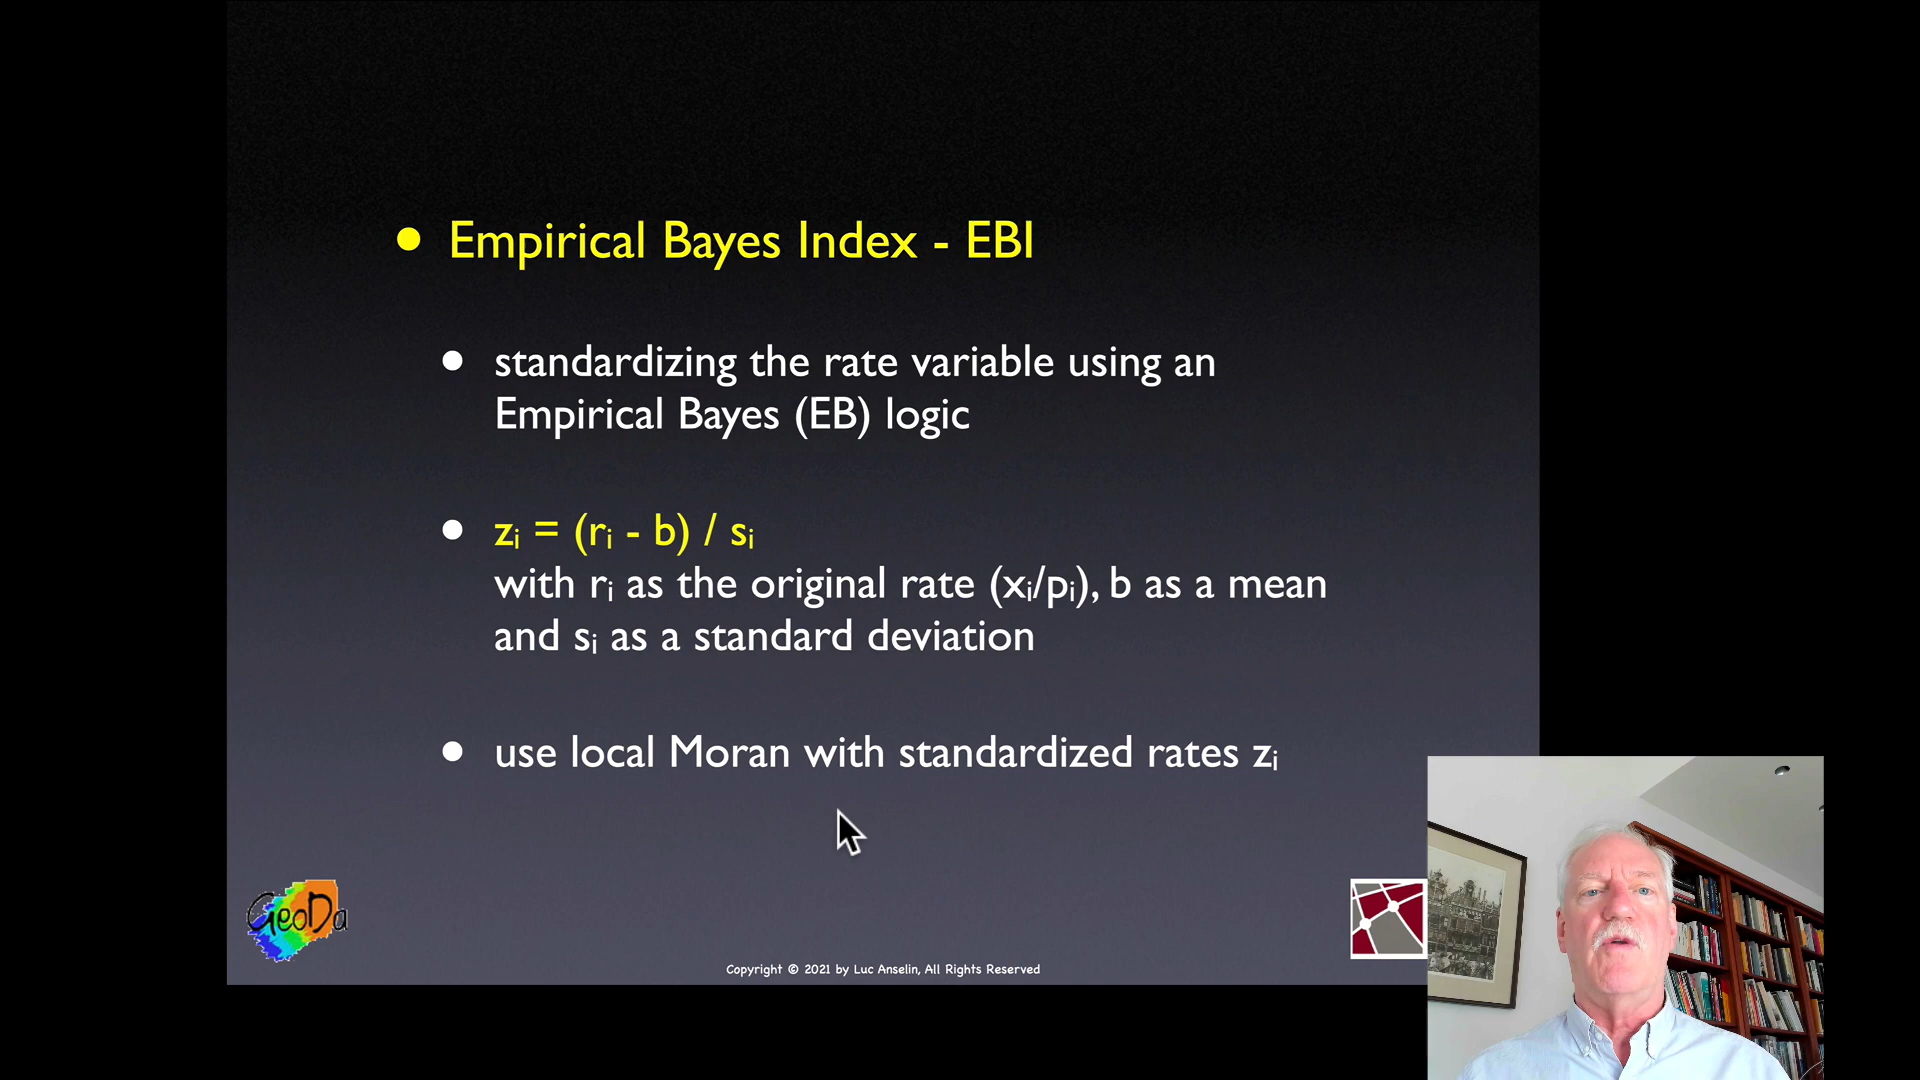 Empirical Bayes Index - EBI
standardizing the rate variable using an
Empirical Bayes (EB) logic
zᵢ = (rᵢ - b) / sᵢ
with rᵢ as the original rate (xᵢ/pᵢ), b as a mean
and sᵢ as a standard deviation
use local Moran with standardized rates zᵢ
GeoDa
Copyright © 2021 by Luc Anselin, All Rights Reserved